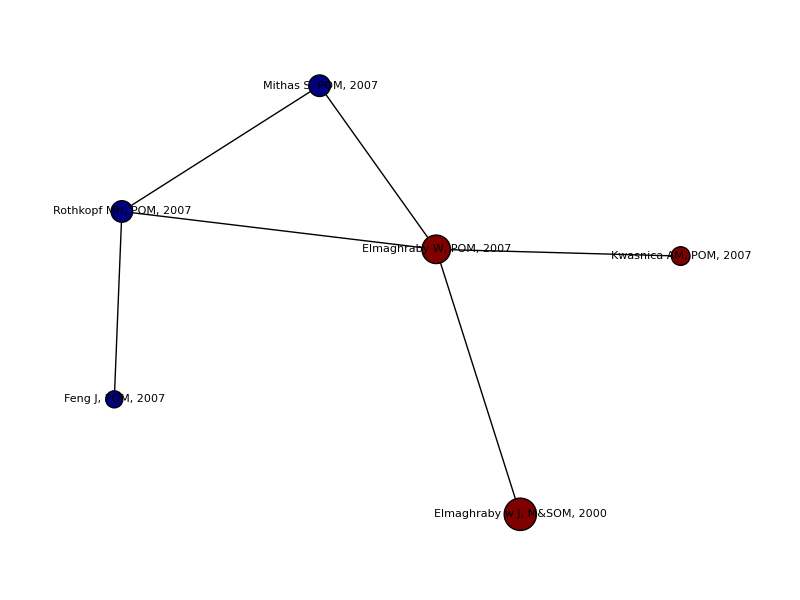 Mithas S, POM, 2007
Rothkopf POM, 2007
Elmaghraby W, POM, 2007
Kwasnica AM, POM, 2007
Feng J, POM, 2007
Elmaghraby w j, M&SOM, 2000